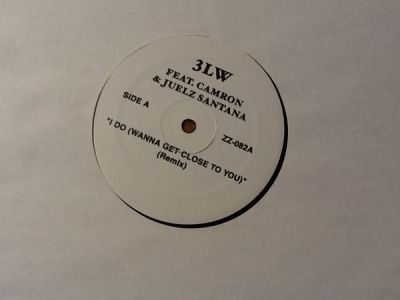 3LW
FEAT. CAMRON
& JUELZ SANTANA
SIDE A
ZZ-082A
"I DO (WANNA GET CLOSE TO YOU)"
(Remix)